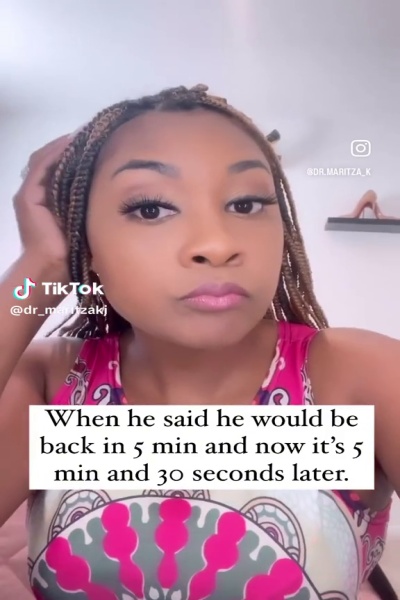 @DR.MARITZA_K
TikTok
@dr_maritzakj
When he said he would be
back in 5 min and now it's 5
min and 30 seconds later.